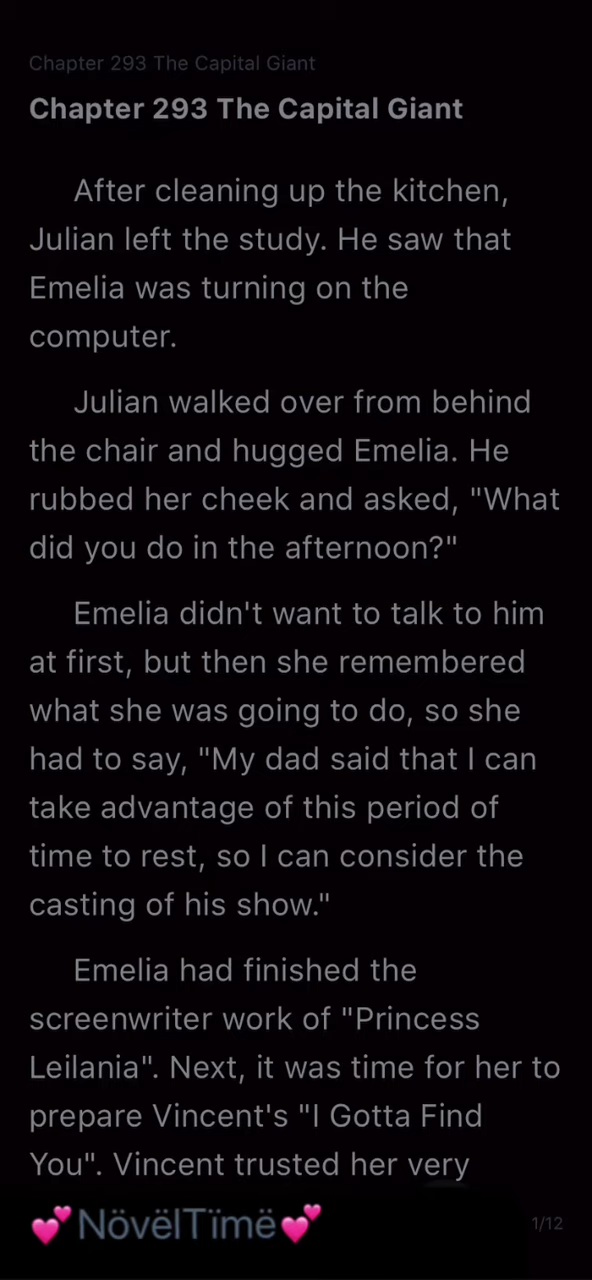 Chapter 293 The Capital Giant
Chapter 293 The Capital Giant
After cleaning up the kitchen,
Julian left the study. He saw that
Emelia was turning on the
computer.
Julian walked over from behind
the chair and hugged Emelia. He
rubbed her cheek and asked, "What
did you do in the afternoon?"
Emelia didn't want to talk to him
at first, but then she remembered
what she was going to do, so she
had to say, "My dad said that I can
take advantage of this period of
time to rest, so I can consider the
casting of his show."
Emelia had finished the
screenwriter work of "Princess
Leilania". Next, it was time for her to
prepare Vincent's "I Gotta Find
You". Vincent trusted her very
💕NövëlTïmë💕
1/12